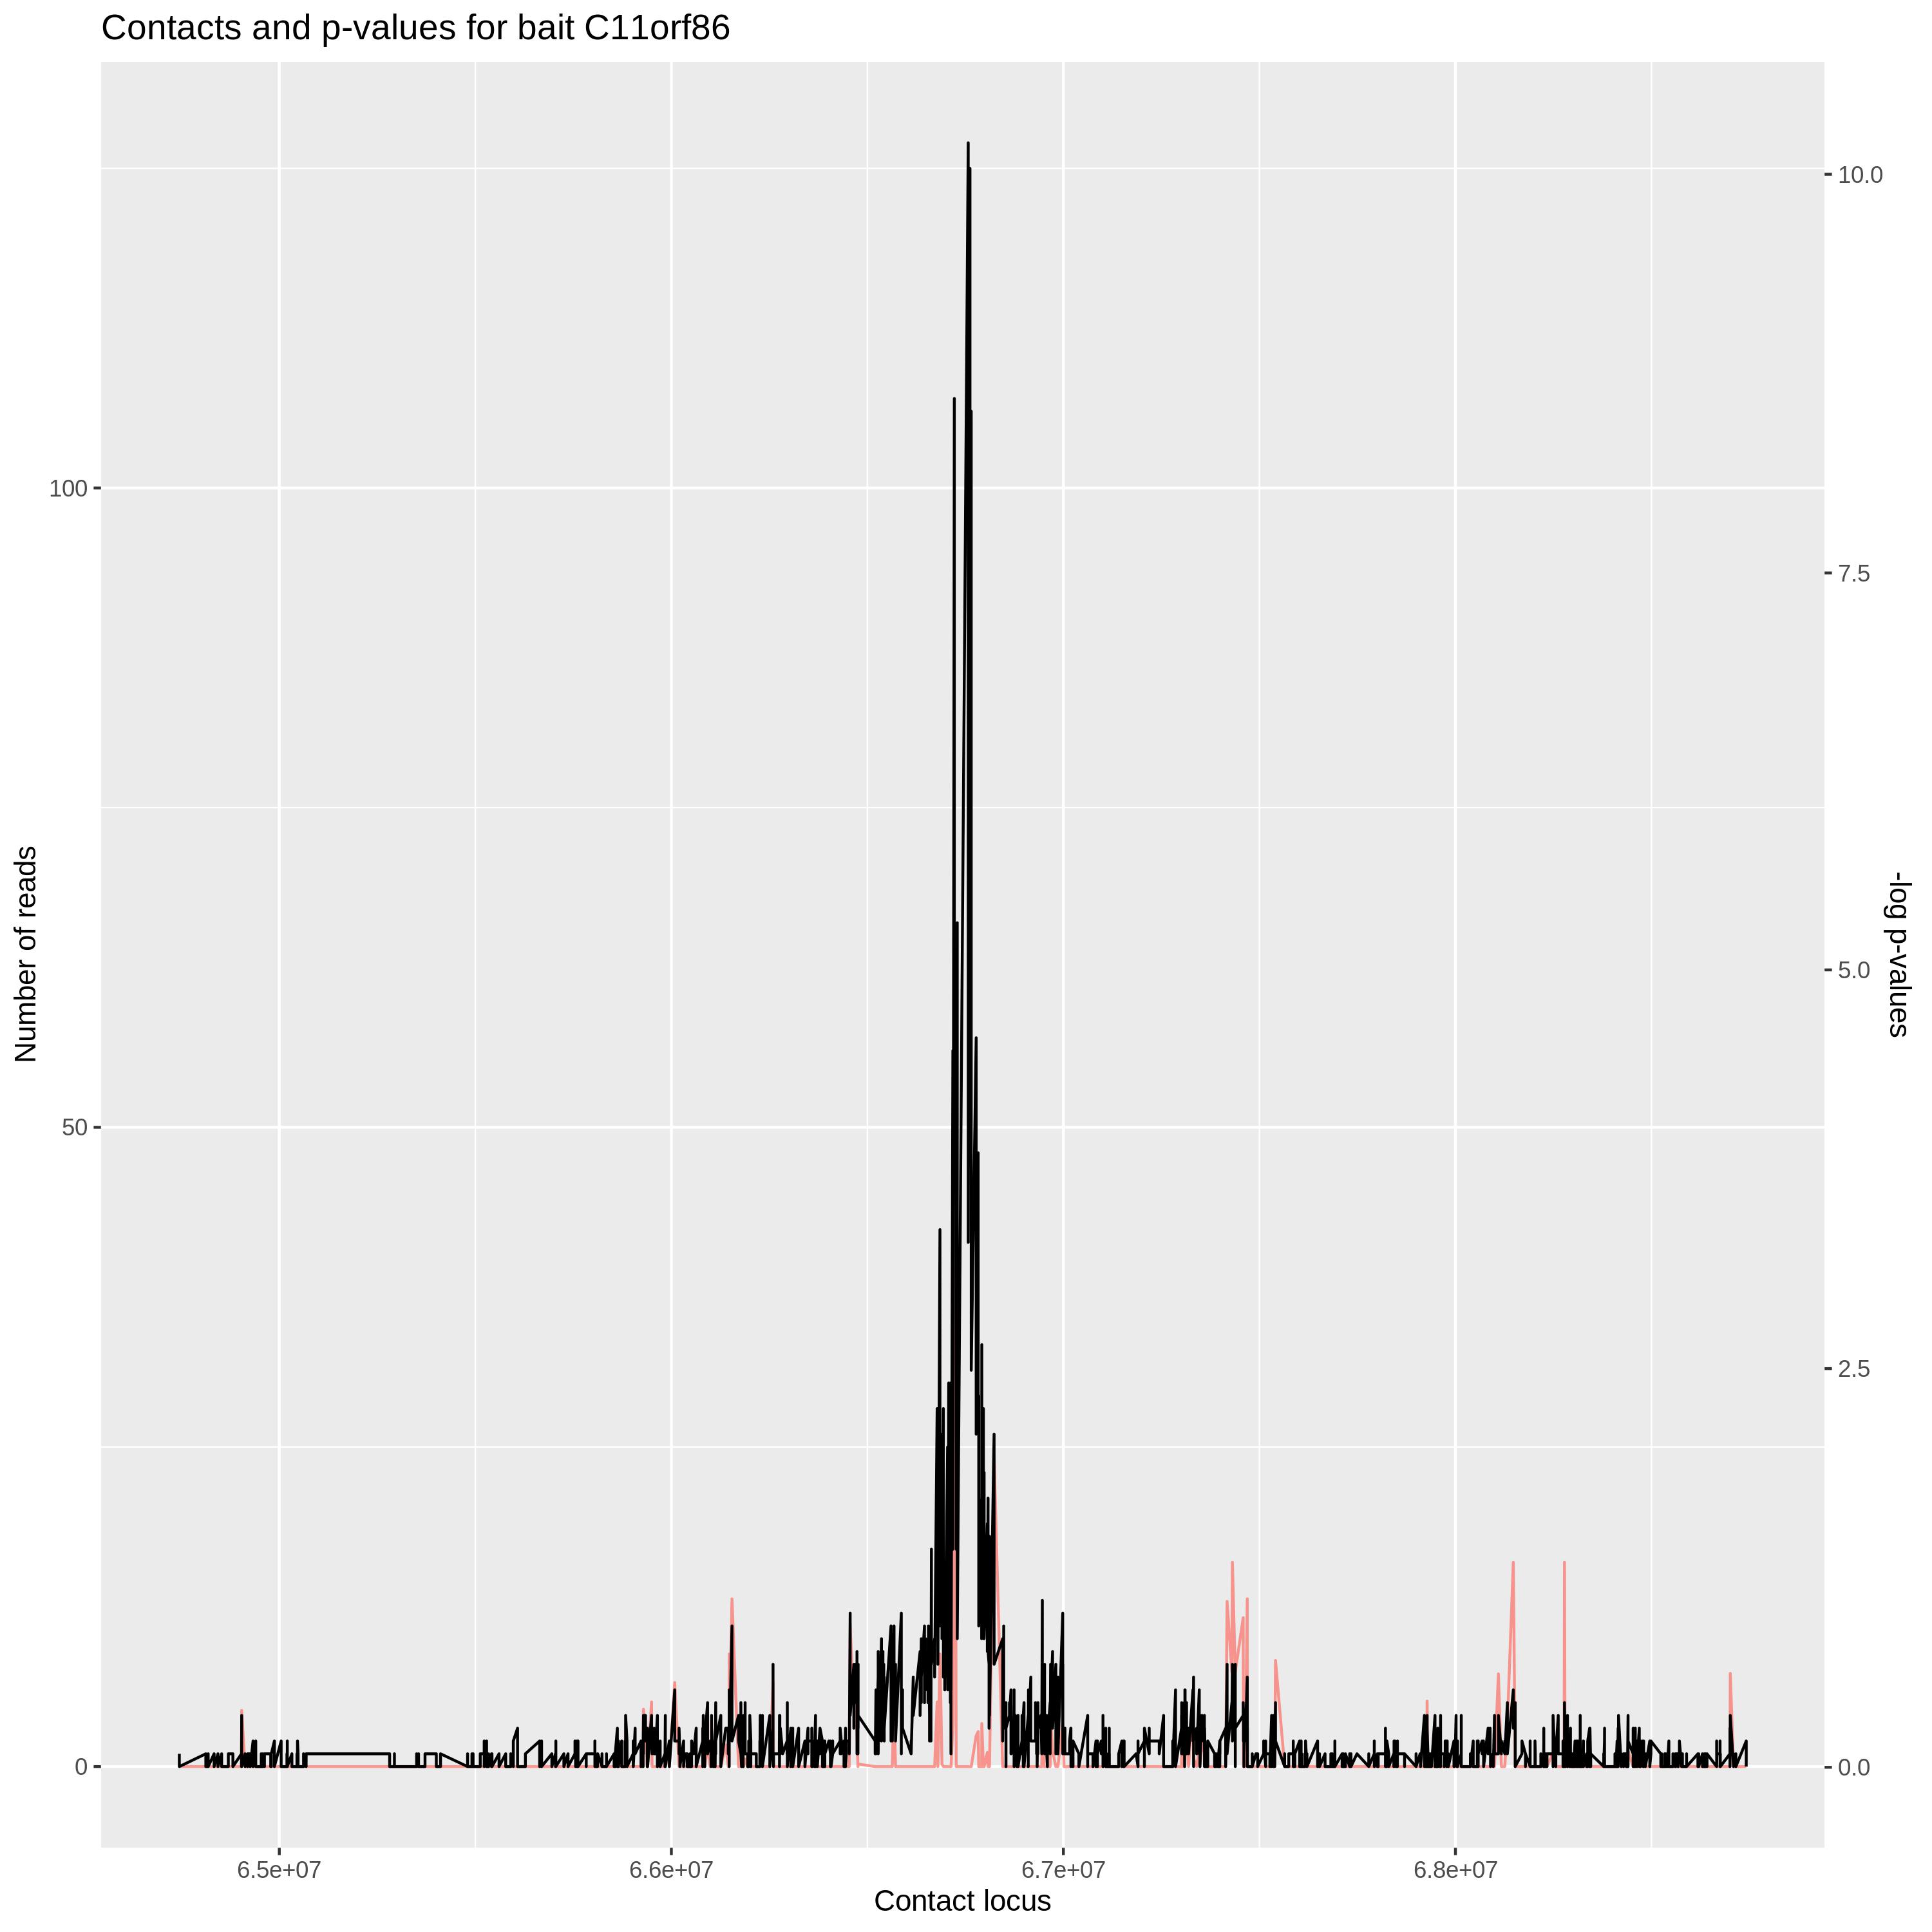 Contacts and p-values for bait C11orf86
Number of reads
100
50
0
10.0
7.5
5.0
2.5
0.0
-log p-values
6.5e+07
6.6e+07
6.7e+07
6.8e+07
Contact locus